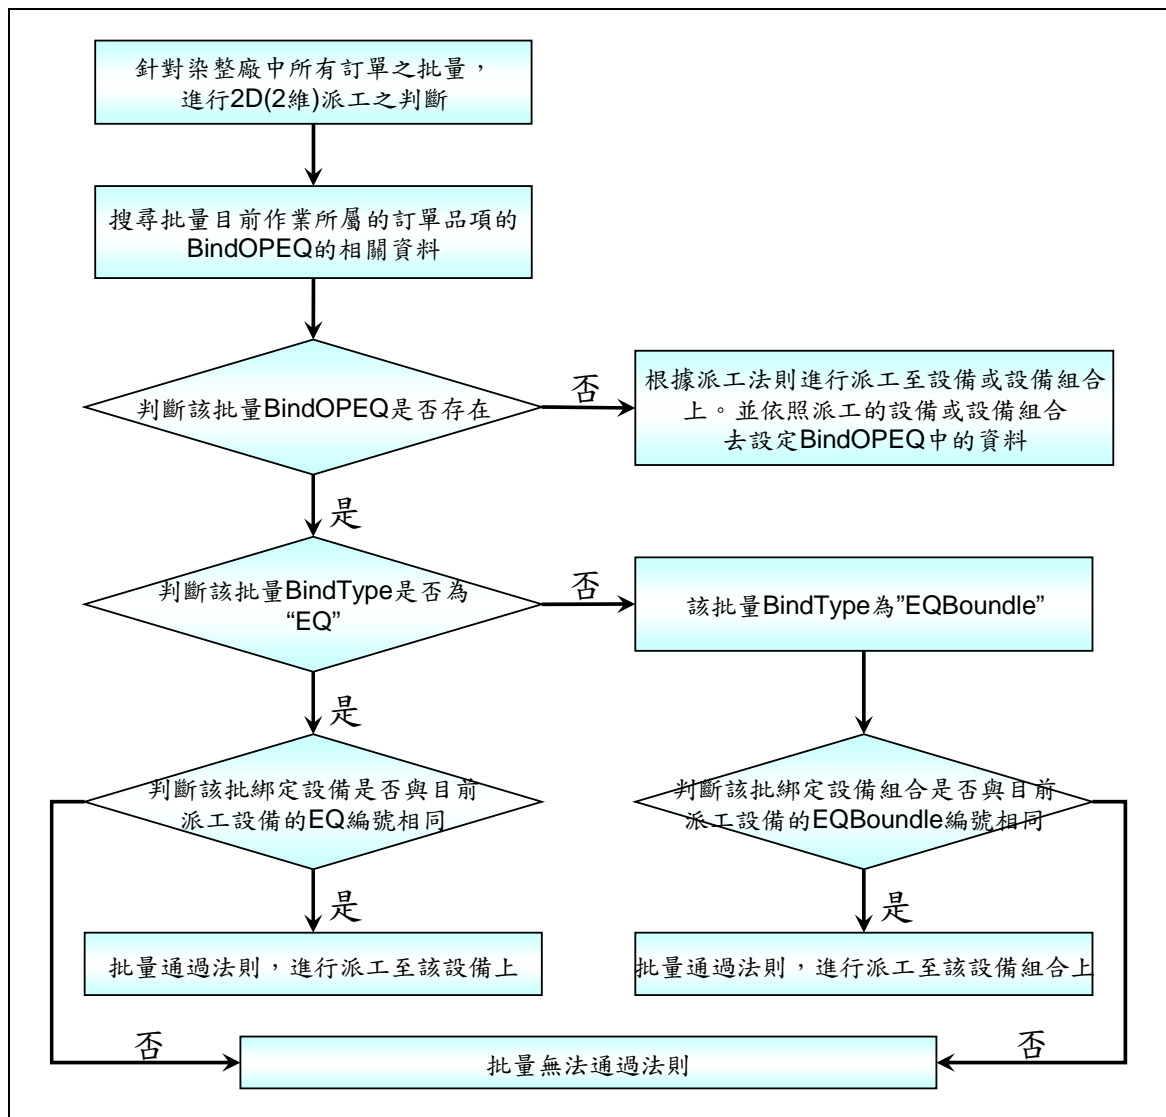 針對染整廠中所有訂單之批量，
進行2D(2維)派工之判斷
搜尋批量目前作業所屬的訂單品項的
BindOPEQ的相關資料
判斷該批量BindOPEQ是否存在
否
根據派工法則進行派工至設備或設備組合
上。並依照派工的設備或設備組合
去設定BindOPEQ中的資料
是
判斷該批量BindType是否為
“EQ”
否
該批量BindType為”EQBoundle”
是
判斷該批綁定設備是否與目前
派工設備的EQ編號相同
判斷該批綁定設備組合是否與目前
派工設備的EQBoundle編號相同
是
是
批量通過法則，進行派工至該設備上
批量通過法則，進行派工至該設備組合上
否
批量無法通過法則
否